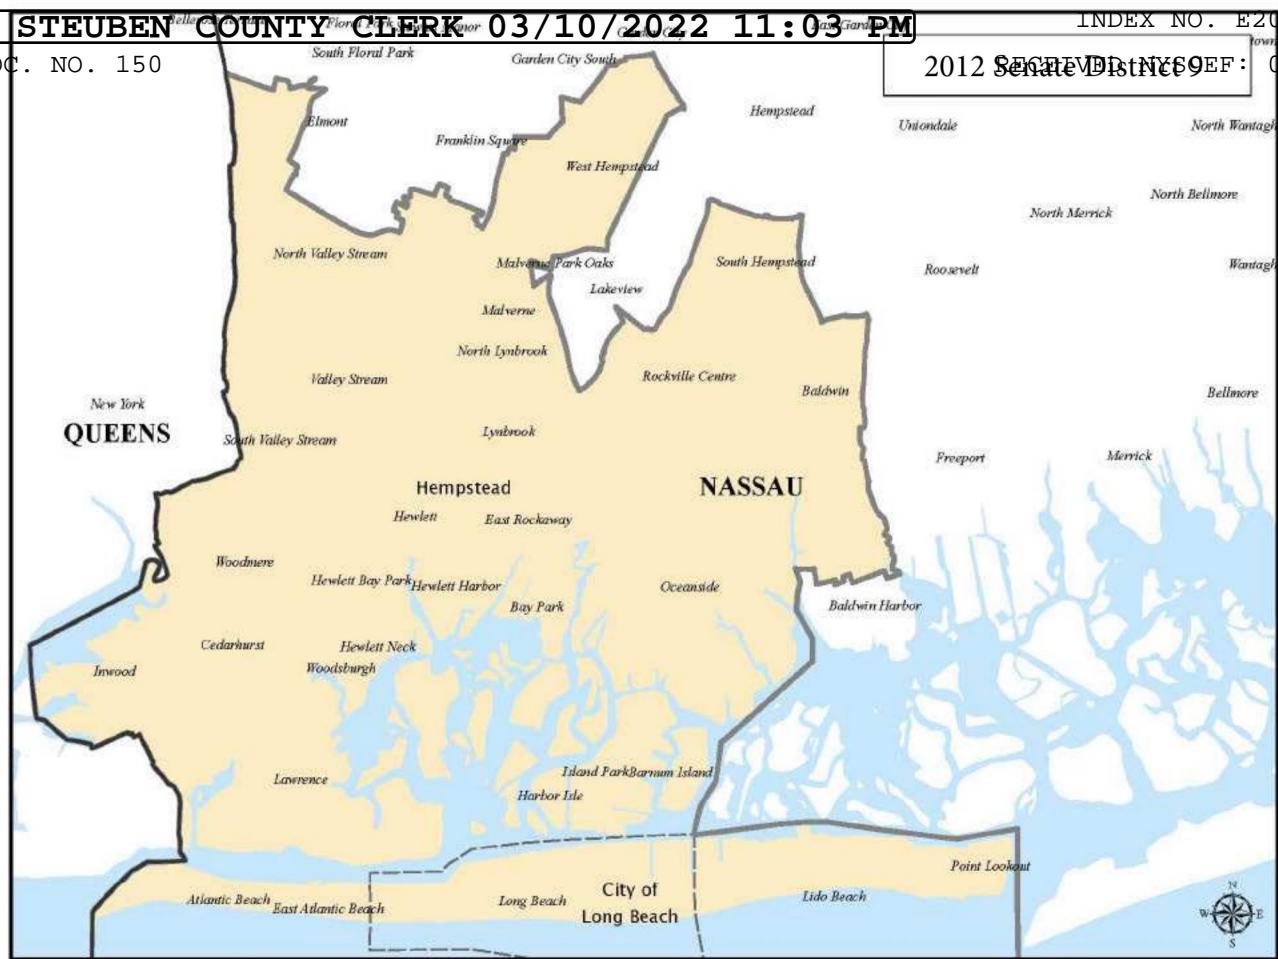 STEUBEN COUNTY CLERK 03/10/2022 11:03 PM
INDEX NO. E20
NO. 150
2012 Senate District 9
RECEIVED NYSCEF:
South Floral Park
Garden City South
Elmont
Franklin Square
Hempstead
Uniondale
North Wantagh
West Hempstead
North Bellmore
North Merrick
North Valley Stream
Malverne Park Oaks
South Hempstead
Roosevelt
Wantagh
Lakeview
Malverne
North Lynbrook
Valley Stream
Rockville Centre
Baldwin
Bellmore
New York
QUEENS
South Valley Stream
Lynbrook
Freeport
Merrick
Hempstead
NASSAU
Hewlett
East Rockaway
Woodmere
Hewlett Bay Park
Hewlett Harbor
Bay Park
Oceanside
Baldwin Harbor
Cedarhurst
Hewlett Neck
Inwood
Woodsburgh
Lawrence
Island Park
Barnum Island
Harbor Isle
Point Lookout
Atlantic Beach
East Atlantic Beach
Long Beach
City of
Long Beach
Lido Beach
N
W
E
S